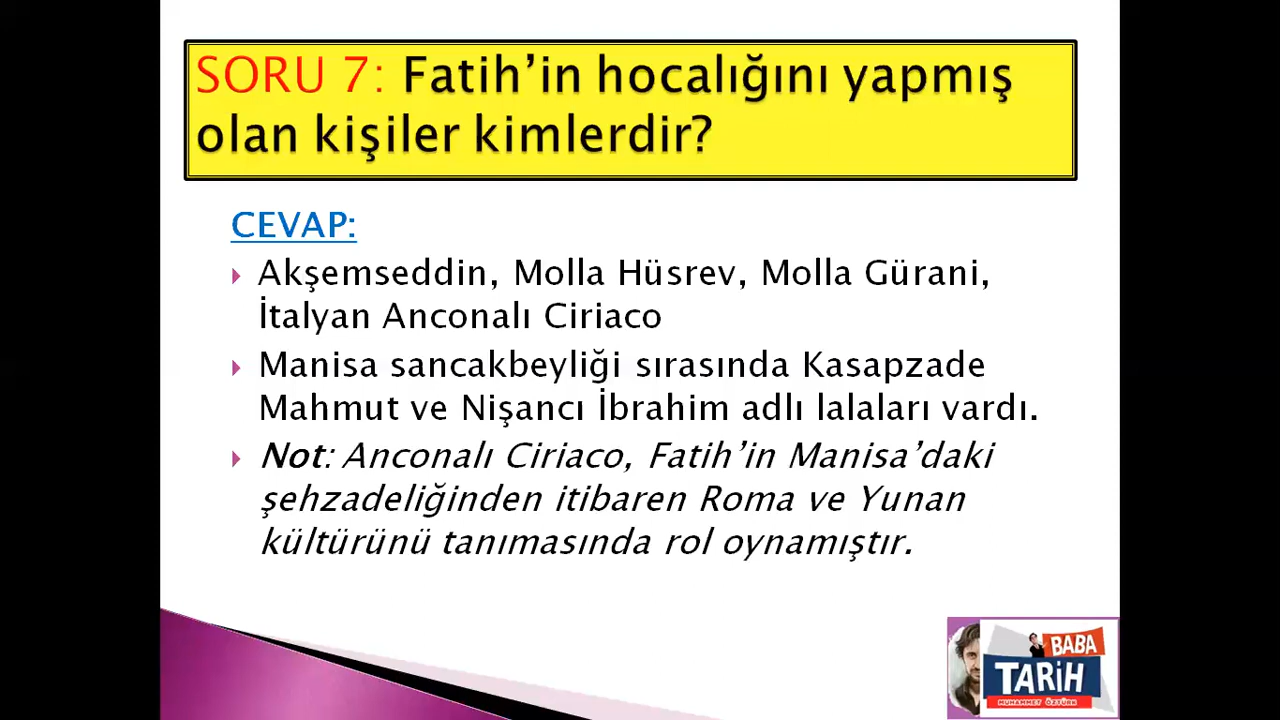 SORU 7: Fatih’in hocalığını yapmış
olan kişiler kimlerdir?
CEVAP:
Akşemseddin, Molla Hüsrev, Molla Gürani,
İtalyan Anconalı Ciriaco
Manisa sancakbeyliği sırasında Kasapzade
Mahmut ve Nişancı İbrahim adlı lalaları vardı.
Not: Anconalı Ciriaco, Fatih’in Manisa’daki
şehzadeliğinden itibaren Roma ve Yunan
kültürünü tanımasında rol oynamıştır.
BABA
TARİH
MUHAMMET ÖZTÜRK